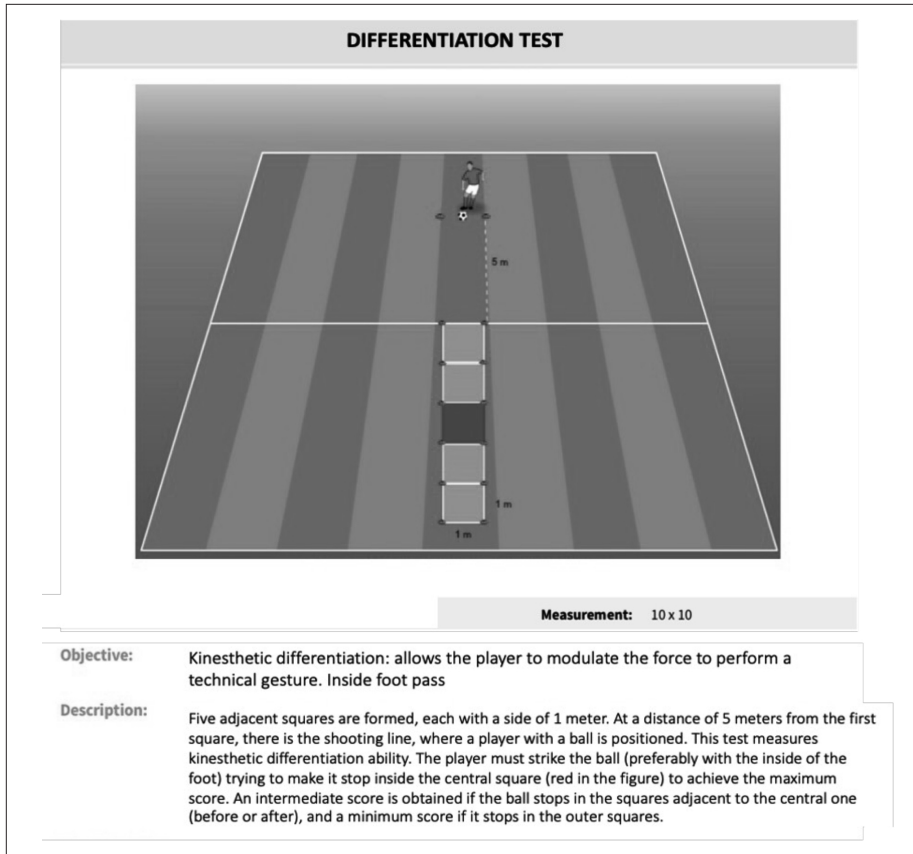 DIFFERENTIATION TEST
5 m
1 m
1 m
Measurement: 10 x 10
Objective: Kinesthetic differentiation: allows the player to modulate the force to perform a
technical gesture. Inside foot pass
Description: Five adjacent squares are formed, each with a side of 1 meter. At a distance of 5 meters from the first
square, there is the shooting line, where a player with a ball is positioned. This test measures
kinesthetic differentiation ability. The player must strike the ball (preferably with the inside of the
foot) trying to make it stop inside the central square (red in the figure) to achieve the maximum
score. An intermediate score is obtained if the ball stops in the squares adjacent to the central one
(before or after), and a minimum score if it stops in the outer squares.